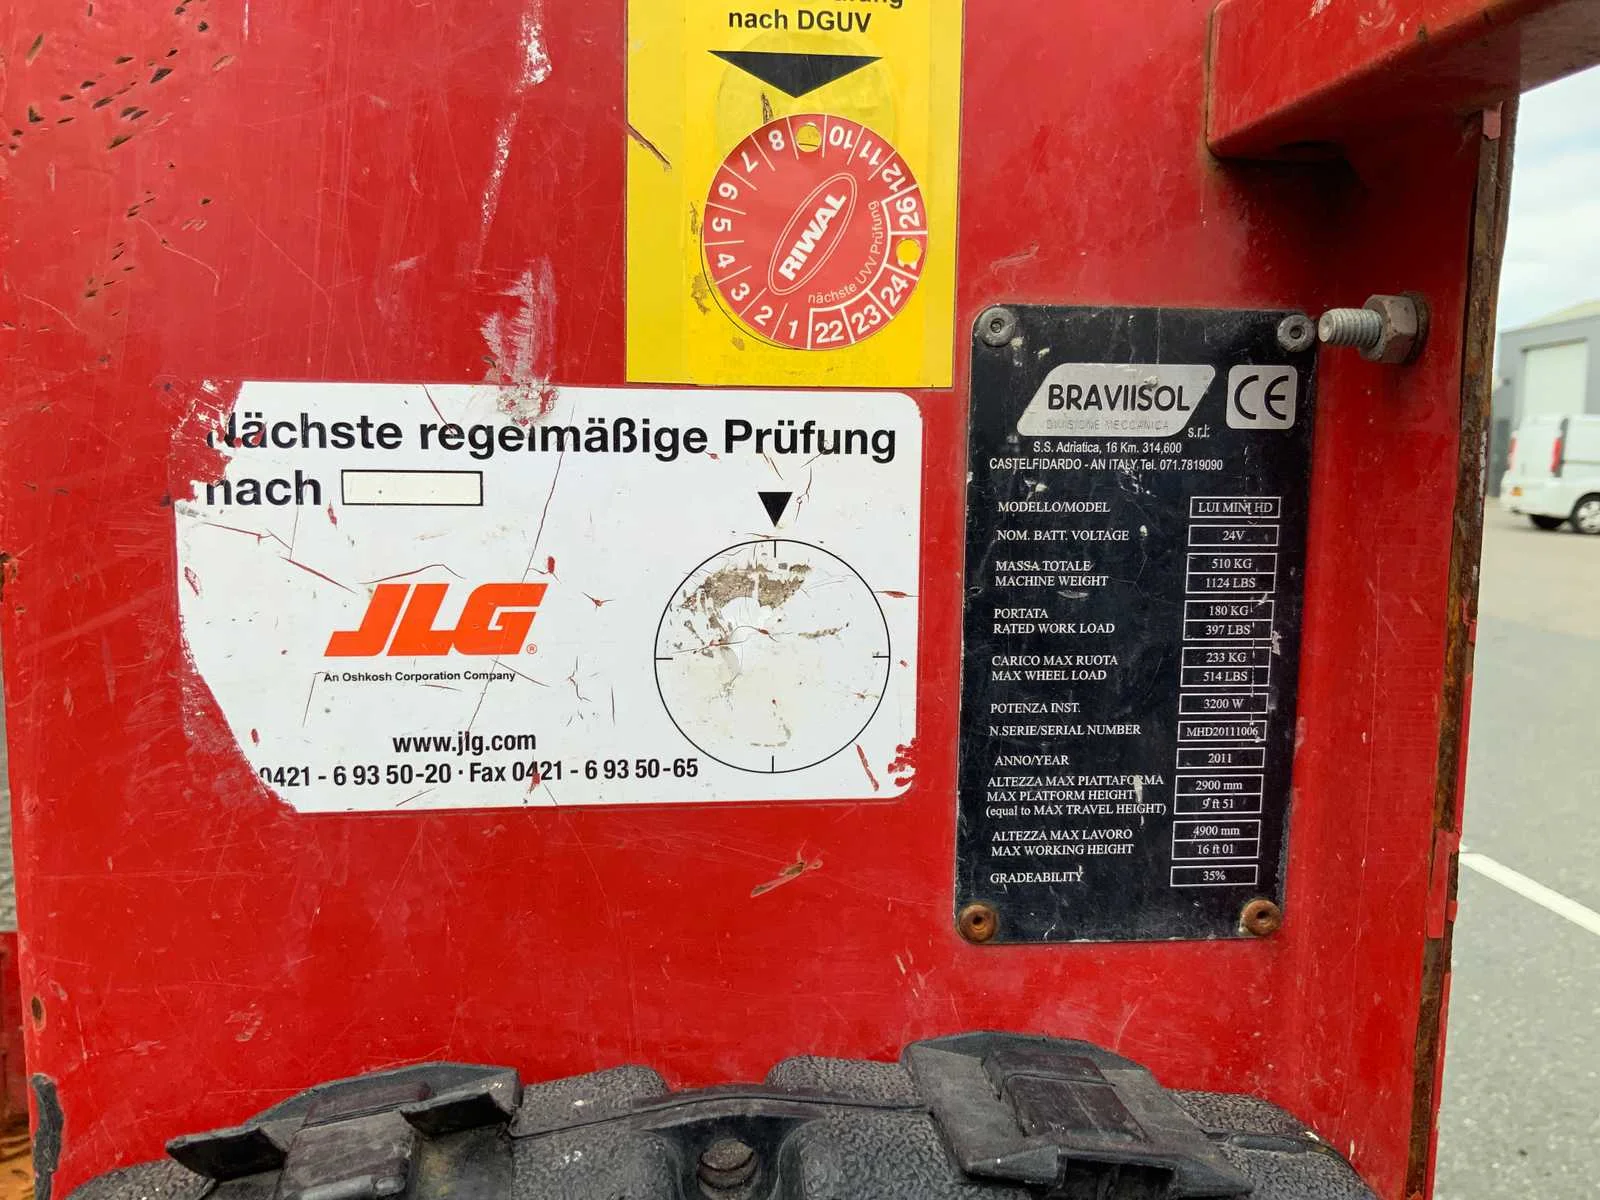 nach DGUV
8 10 11 12
7
6
5
4
3
2
1
22
23
24
26
RIWAL
nächste UVV Prüfung
Nächste regelmäßige Prüfung
nach
JLG®
An Oshkosh Corporation Company
www.jlg.com
0421 - 6 93 50-20 · Fax 0421 - 6 93 50-65
BRAVIISOL
DIVISIONE MECCANICA s.r.l.
CE
S.S. Adriatica, 16 Km. 314,600
CASTELFIDARDO - AN ITALY Tel. 071.7819090
MODELLO/MODEL LUI MINI HD
NOM. BATT. VOLTAGE 24V
MASSA TOTALE 510 KG
MACHINE WEIGHT 1124 LBS
PORTATA 180 KG
RATED WORK LOAD 397 LBS
CARICO MAX RUOTA 233 KG
MAX WHEEL LOAD 514 LBS
POTENZA INST. 3200 W
N.SERIE/SERIAL NUMBER MHD20111006
ANNO/YEAR 2011
ALTEZZA MAX PIATTAFORMA 2900 mm
MAX PLATFORM HEIGHT 9 ft 51
(equal to MAX TRAVEL HEIGHT)
ALTEZZA MAX LAVORO 4900 mm
MAX WORKING HEIGHT 16 ft 01
GRADEABILITY 35%